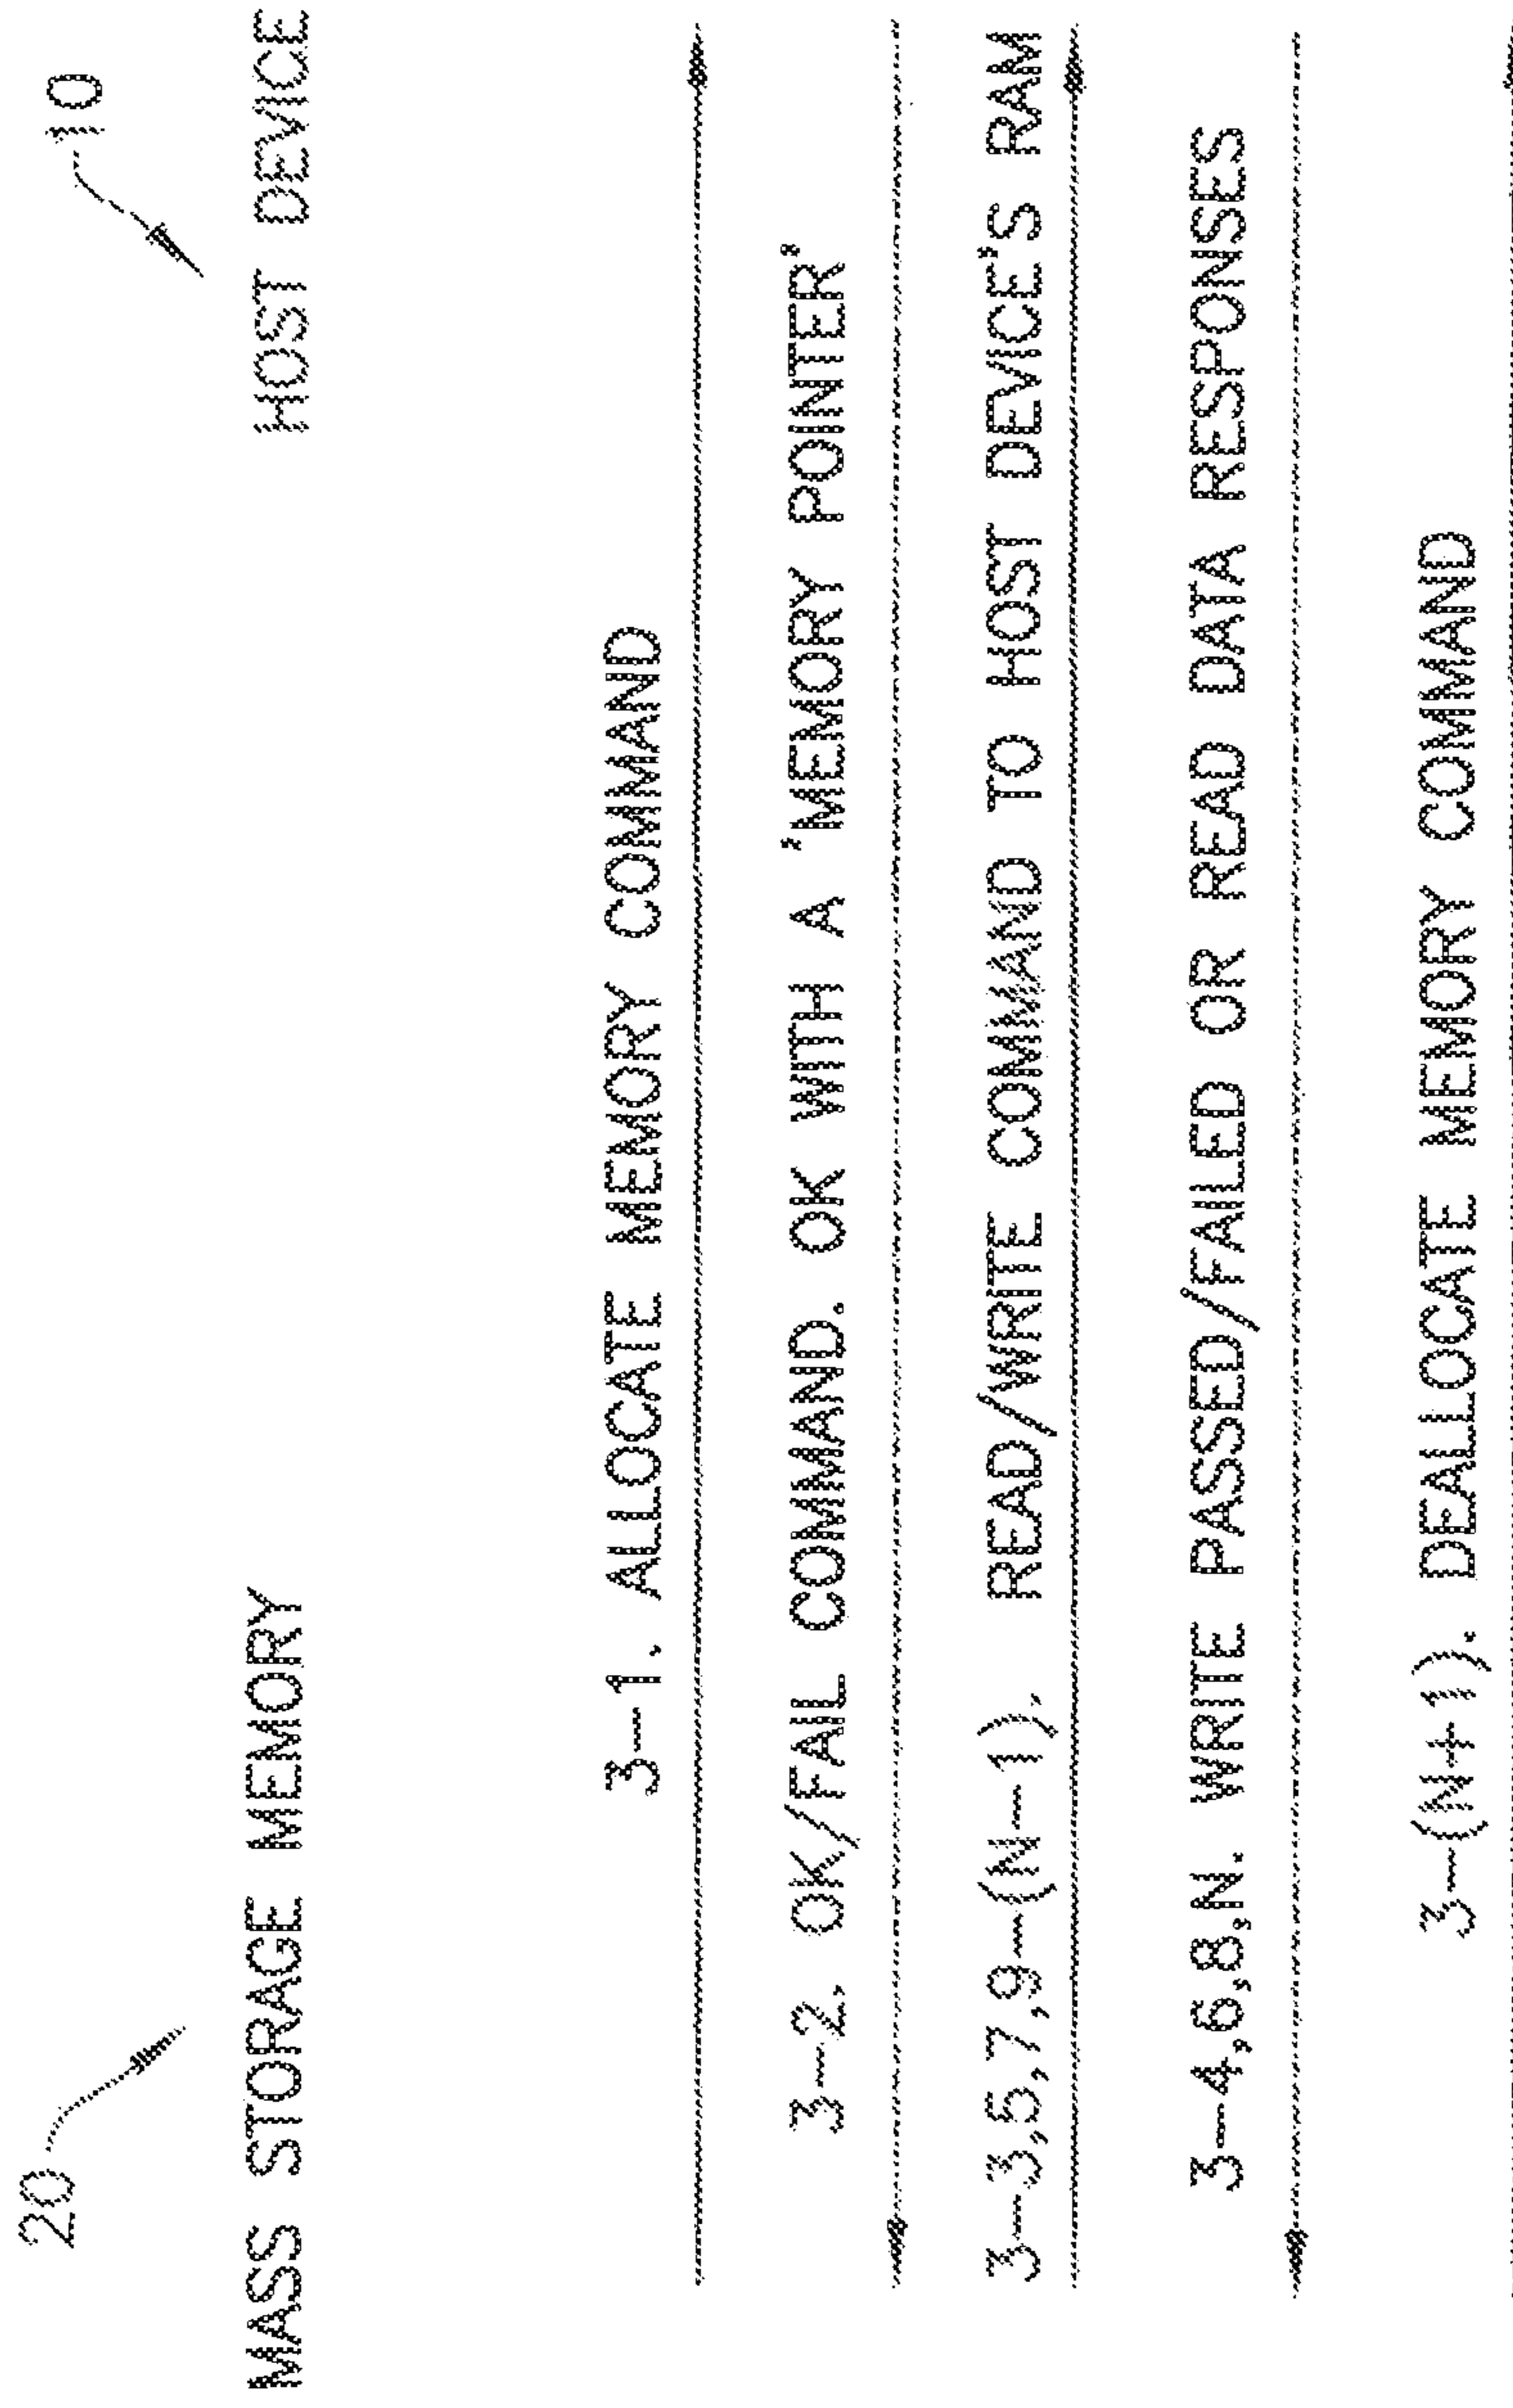 20
10
MASS STORAGE MEMORY
HOST DEVICE
3-1. ALLOCATE MEMORY COMMAND
3-2. OK/FAIL COMMAND. OK WITH A 'MEMORY POINTER'
3-3,5,7,9-(N-1). READ/WRITE COMMAND TO HOST DEVICE'S RAM
3-4,6,8,N. WRITE PASSED/FAILED OR READ DATA RESPONSES
3-(N+1). DEALLOCATE MEMORY COMMAND